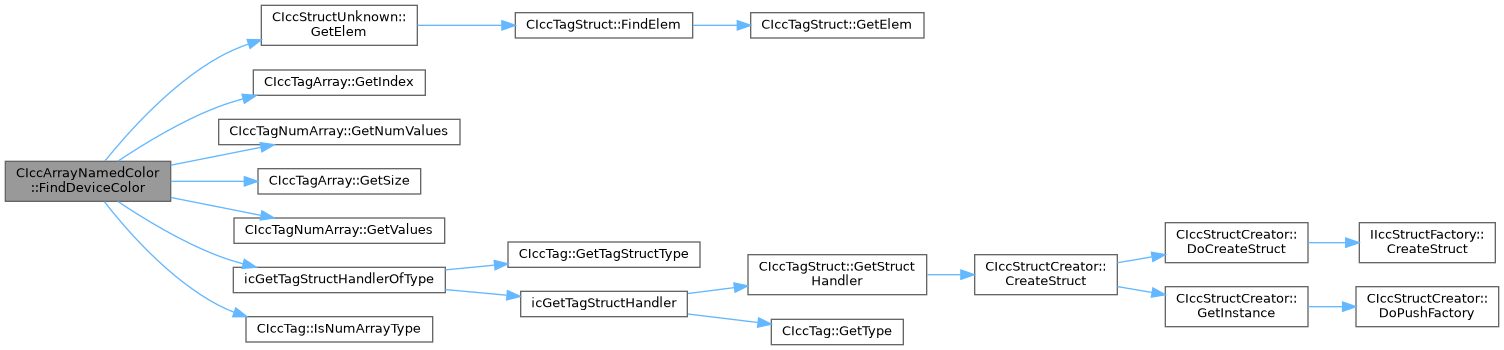 CIccArrayNamedColor
::FindDeviceColor
CIccStructUnknown::
GetElem
CIccTagStruct::FindElem
CIccTagStruct::GetElem
CIccTagArray::GetIndex
CIccTagNumArray::GetNumValues
CIccTagArray::GetSize
CIccTagNumArray::GetValues
icGetTagStructHandlerOfType
CIccTag::GetTagStructType
icGetTagStructHandler
CIccTagStruct::GetStruct
Handler
CIccStructCreator::
CreateStruct
CIccStructCreator::
DoCreateStruct
IIccStructFactory::
CreateStruct
CIccStructCreator::
GetInstance
CIccStructCreator::
DoPushFactory
CIccTag::GetType
CIccTag::IsNumArrayType